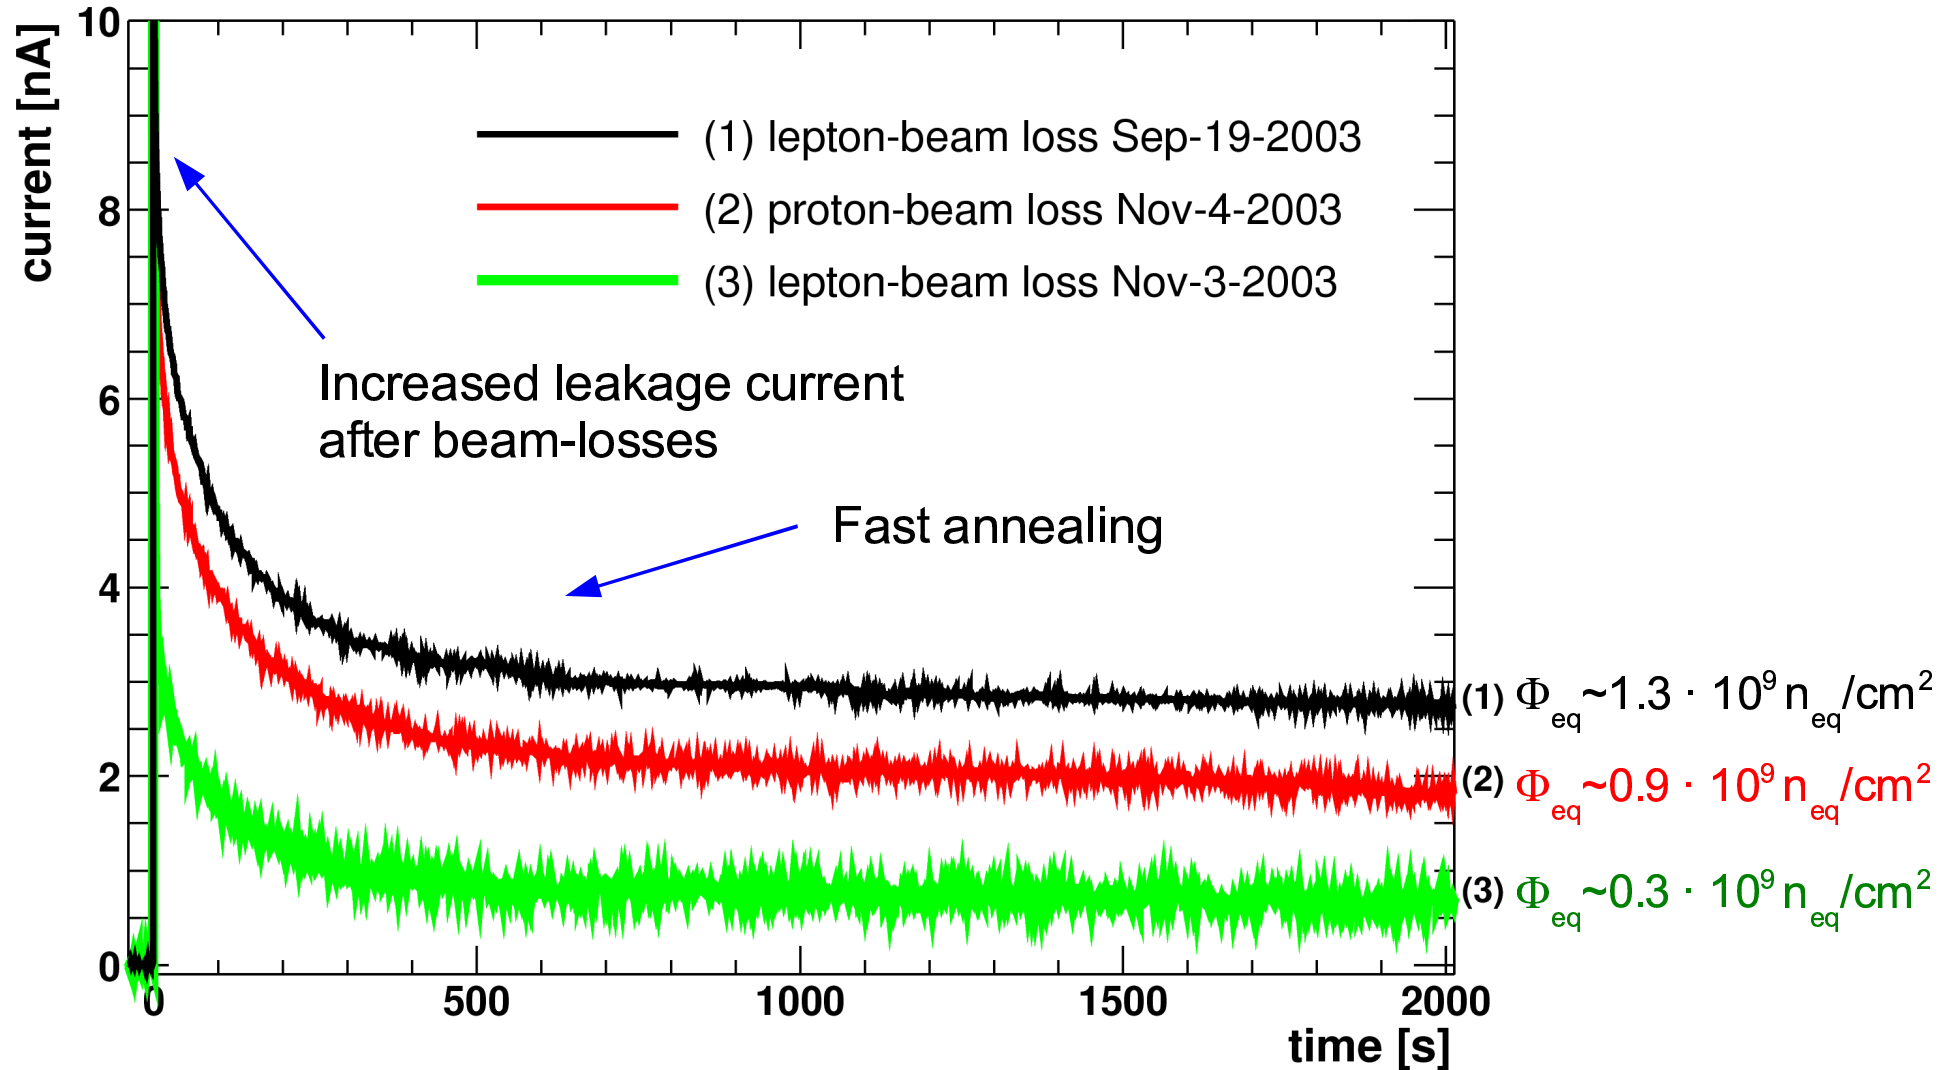 current [nA]
10
8
6
4
2
0
(1) lepton-beam loss Sep-19-2003
(2) proton-beam loss Nov-4-2003
(3) lepton-beam loss Nov-3-2003
Increased leakage current
after beam-losses
Fast annealing
(1) Φeq~1.3 · 10⁹ neq/cm²
(2) Φeq~0.9 · 10⁹ neq/cm²
(3) Φeq~0.3 · 10⁹ neq/cm²
0 500 1000 1500 2000
time [s]